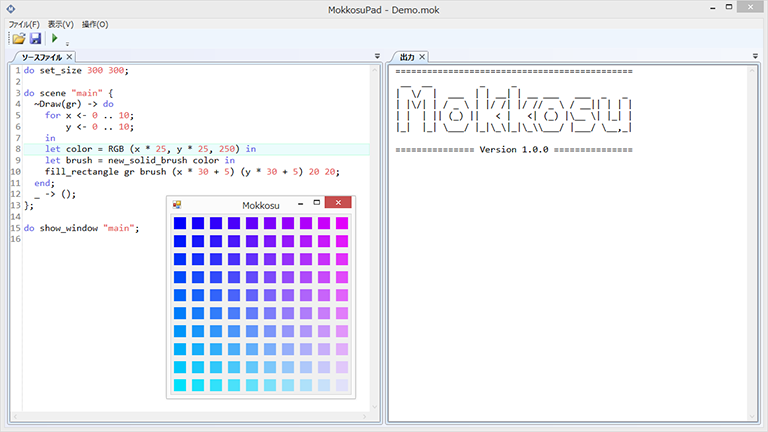 MokkosuPad - Demo.mok
ファイル(F) 表示(V) 操作(O)
ソースファイル
1 do set_size 300 300;
2
3 do scene "main" {
4 ~Draw(gr) -> do
5 for x <- 0 .. 10;
6 y <- 0 .. 10;
7 in
8 let color = RGB (x * 25, y * 25, 250) in
9 let brush = new_solid_brush color in
10 fill_rectangle gr brush (x * 30 + 5) (y * 30 + 5) 20 20;
11 end;
12 _ -> ();
13 };
14
15 do show_window "main";
16
Mokkosu
出力
============================================
Mokkosu
=============== Version 1.0.0 ===============